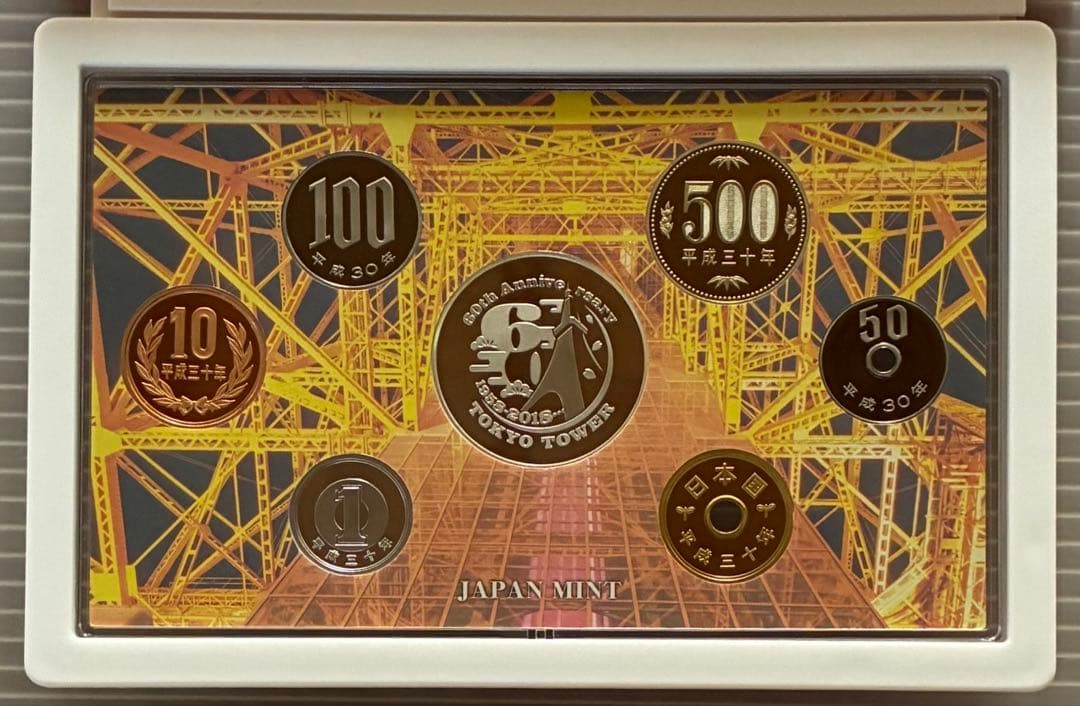 100
平成30年
500
平成三十年
10
平成三十年
60th Anniversary
60
1958-2018...
TOKYO TOWER
50
平成30年
1
平成三十年
日本国
平成三十年
JAPAN MINT